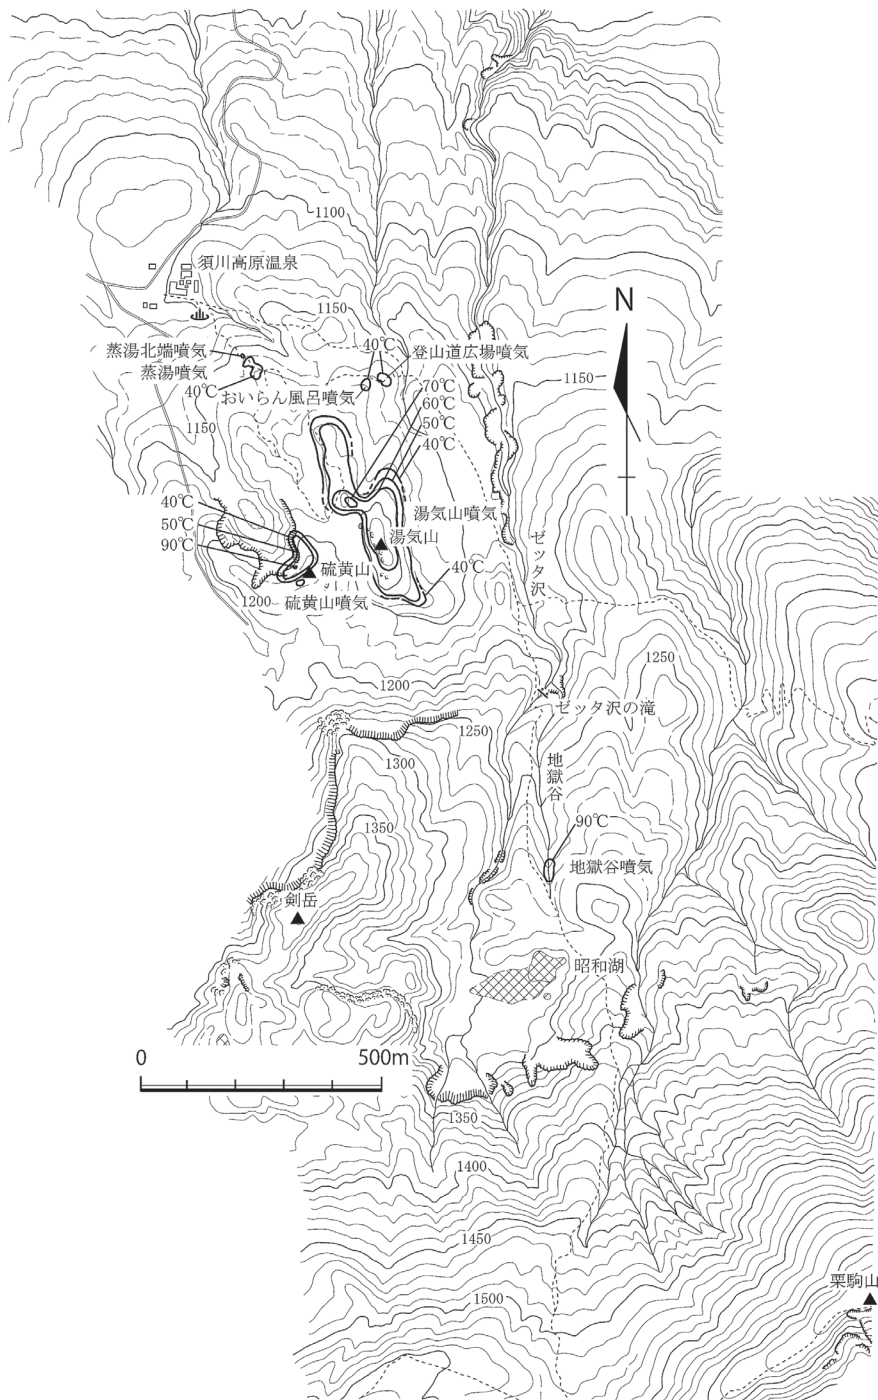 1100
須川高原温泉
N
1150
40℃
蒸湯北端噴気
登山道広場噴気
蒸湯噴気
1150
70℃
40℃
おいらん風呂噴気
60℃
50℃
1150
40℃
40℃
湯気山噴気
50℃
湯気山
90℃
ゼッタ沢
硫黄山
40℃
1200
硫黄山噴気
1250
1200
ゼッタ沢の滝
1250
1300
地獄谷
90℃
1350
地獄谷噴気
剣岳
昭和湖
0
500m
1350
1400
1450
栗駒山
1500